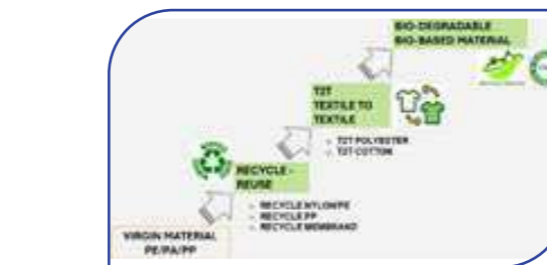 BIO-DEGRADABLE
BIO-BASED MATERIAL
T2T
TEXTILE TO
TEXTILE
T2T POLYESTER
T2T COTTON
RECYCLE -
REUSE
RECYCLE NYLON/PE
RECYCLE PP
RECYCLE MEMBRAND
VIRGIN MATERIAL
PE/PA/PP